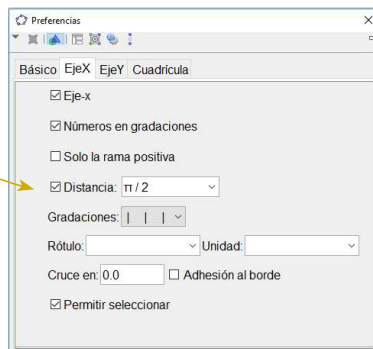 Preferencias
Básico EjeX EjeY Cuadrícula
Eje-x
Números en gradaciones
Solo la rama positiva
Distancia: π / 2
Gradaciones: | | |
Rótulo: Unidad:
Cruce en: 0.0 Adhesión al borde
Permitir seleccionar